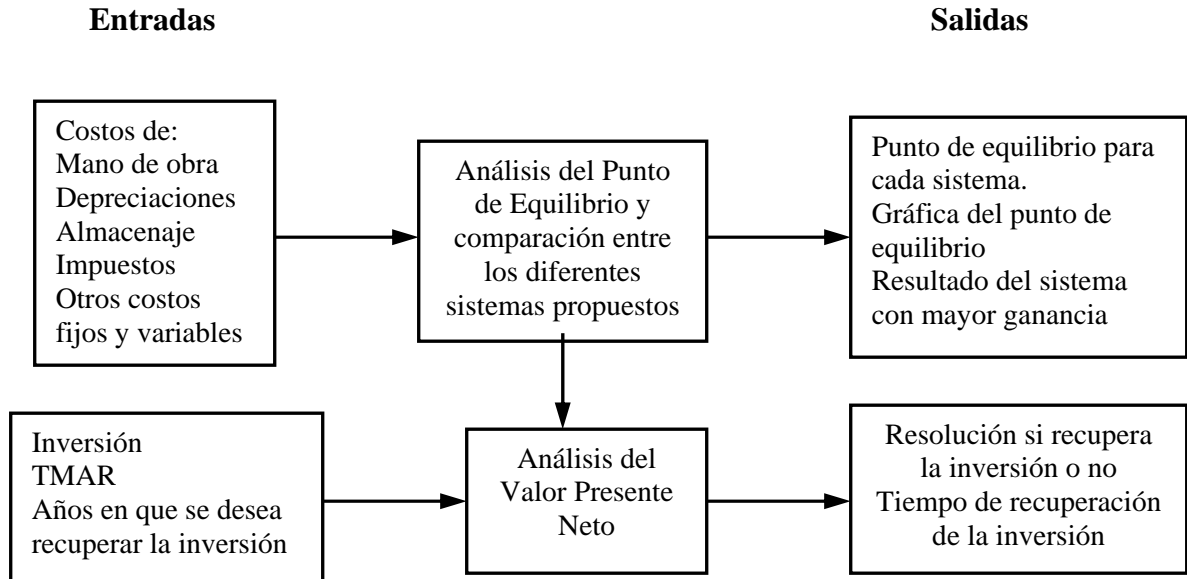 Entradas
Salidas
Costos de:
Mano de obra
Depreciaciones
Almacenaje
Impuestos
Otros costos
fijos y variables
Análisis del Punto
de Equilibrio y
comparación entre
los diferentes
sistemas propuestos
Punto de equilibrio para
cada sistema.
Gráfica del punto de
equilibrio
Resultado del sistema
con mayor ganancia
Inversión
TMAR
Años en que se desea
recuperar la inversión
Análisis del
Valor Presente
Neto
Resolución si recupera
la inversión o no
Tiempo de recuperación
de la inversión